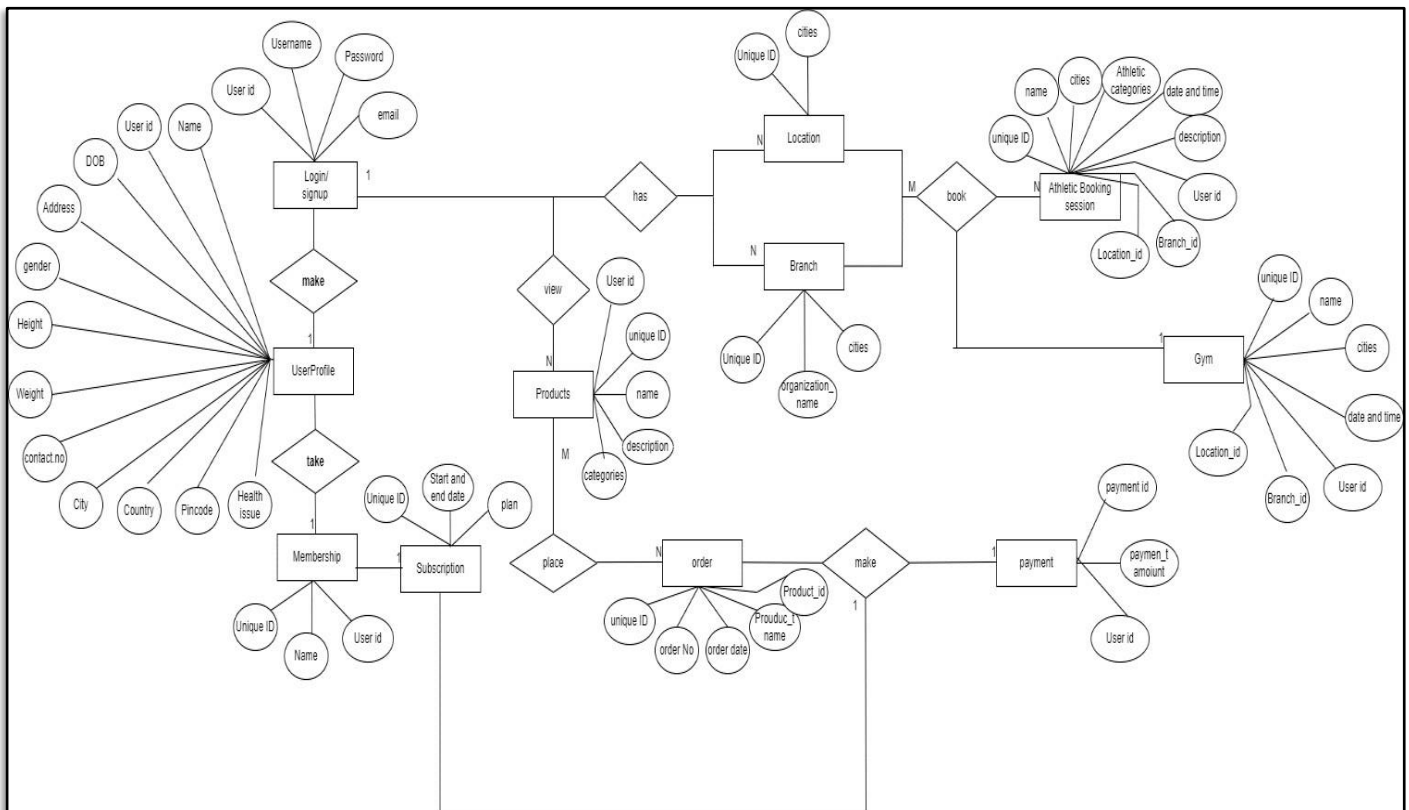 Username
Password
User id
email
Login/
signup
1
User id
Name
DOB
Address
gender
Height
Weight
contact.no
City
Country
Pincode
Health
issue
make
1
UserProfile
take
1
Membership
Unique ID
Name
User id
1
Subscription
Unique ID
Start and
end date
plan
view
N
Products
User id
unique ID
name
description
categories
M
place
N
order
unique ID
order No
order date
Prouduc_t
name
Product_id
make
1
1
payment
payment id
paymen_t
amoiunt
User id
has
N
Location
Unique ID
cities
N
Branch
Unique ID
organization_
name
cities
M
book
N
Athletic Booking
session
unique ID
name
cities
Athletic
categories
date and time
description
User id
Branch_id
Location_id
1
Gym
unique ID
name
cities
date and time
User id
Branch_id
Location_id